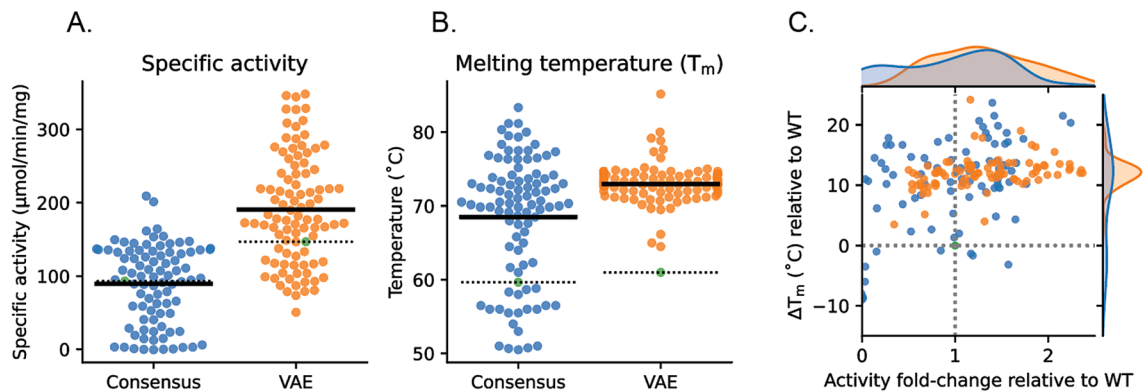 A.
Specific activity
Specific activity (μmol/min/mg)
300
200
100
0
Consensus
VAE
B.
Melting temperature (Tm)
Temperature (˚C)
80
70
60
50
Consensus
VAE
C.
ΔTm (˚C) relative to WT
20
10
0
−10
0
1
2
Activity fold-change relative to WT